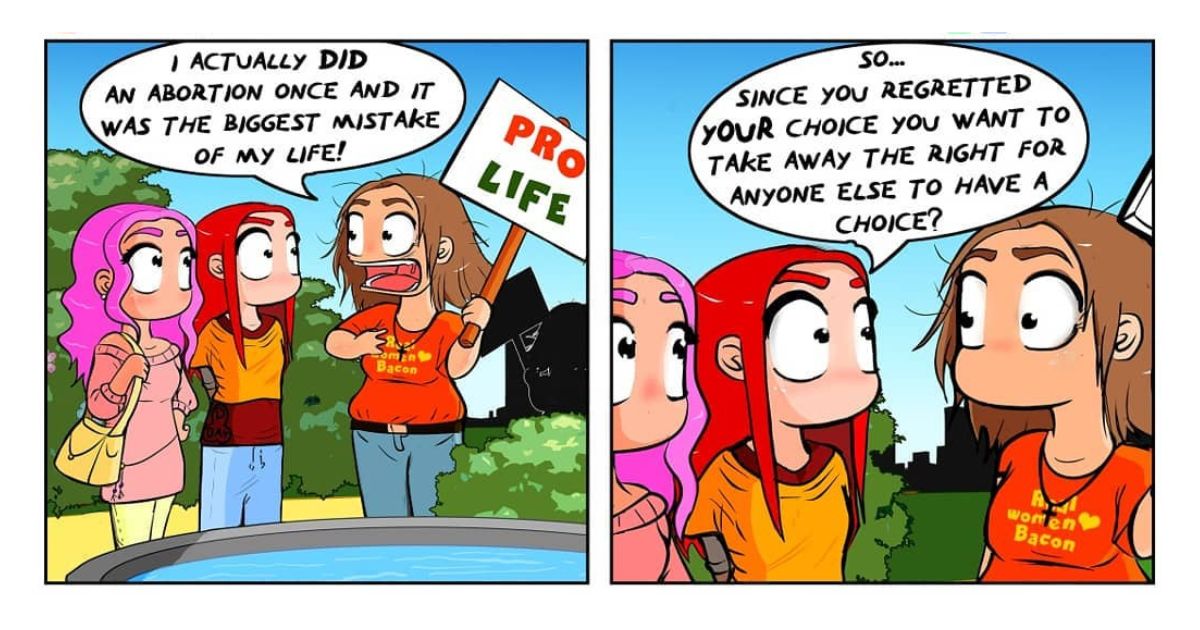 I ACTUALLY DID
AN ABORTION ONCE AND IT
WAS THE BIGGEST MISTAKE
OF MY LIFE!
PRO
LIFE
Real
women
Bacon
SO...
SINCE YOU REGRETTED
YOUR CHOICE YOU WANT TO
TAKE AWAY THE RIGHT FOR
ANYONE ELSE TO HAVE A
CHOICE?
Real
women
Bacon